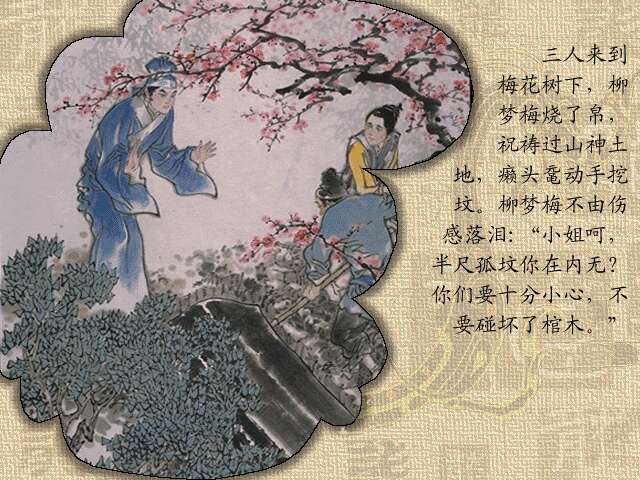 三人来到
梅花树下，柳
梦梅烧了帛，
祝祷过山神土
地，癞头鼋动手挖
坟。柳梦梅不由伤
感落泪：“小姐呵，
半尺孤坟你在内无？
你们要十分小心，不
要碰坏了棺木。”